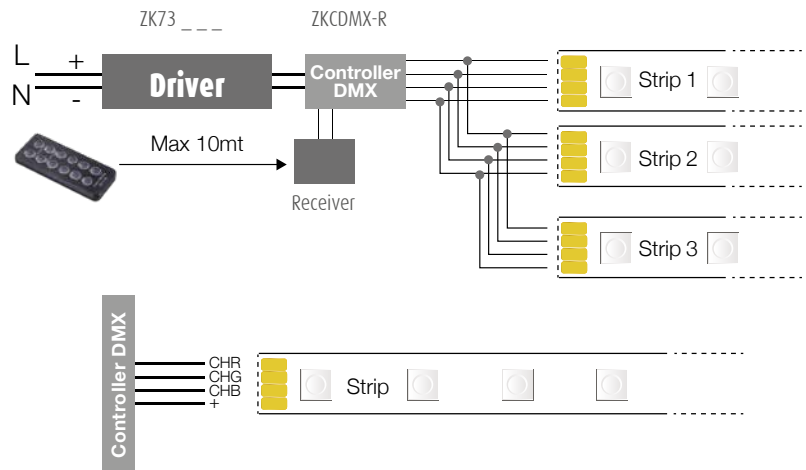 ZK73 _ _ _
ZKCDMX-R
L +
N -
Driver
Controller
DMX
Strip 1
Max 10mt
Strip 2
Receiver
Strip 3
Controller DMX
CHR
CHG
CHB
+
Strip